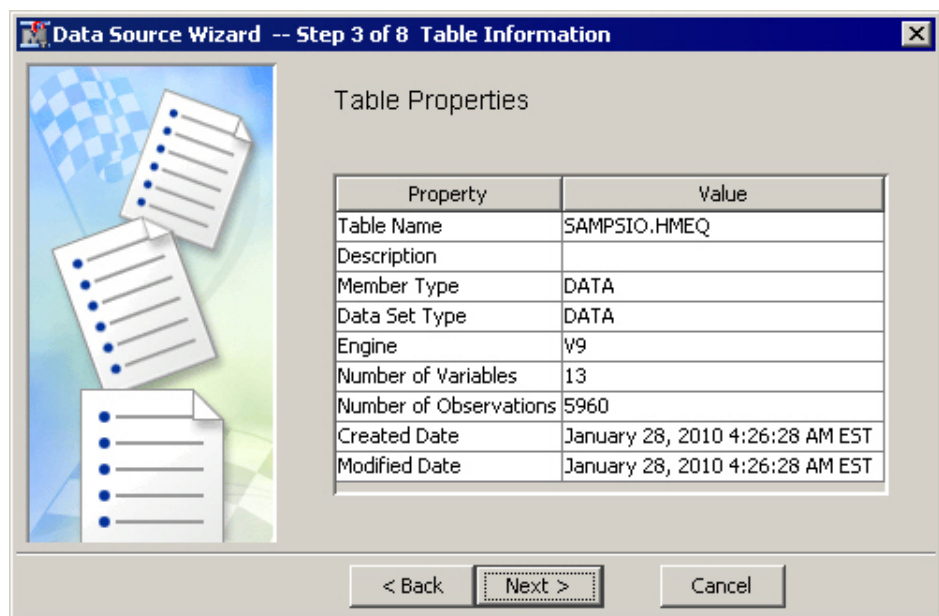 Data Source Wizard -- Step 3 of 8 Table Information
Table Properties
Property Value
Table Name SAMPSIO.HMEQ
Description
Member Type DATA
Data Set Type DATA
Engine V9
Number of Variables 13
Number of Observations 5960
Created Date January 28, 2010 4:26:28 AM EST
Modified Date January 28, 2010 4:26:28 AM EST
< Back Next > Cancel